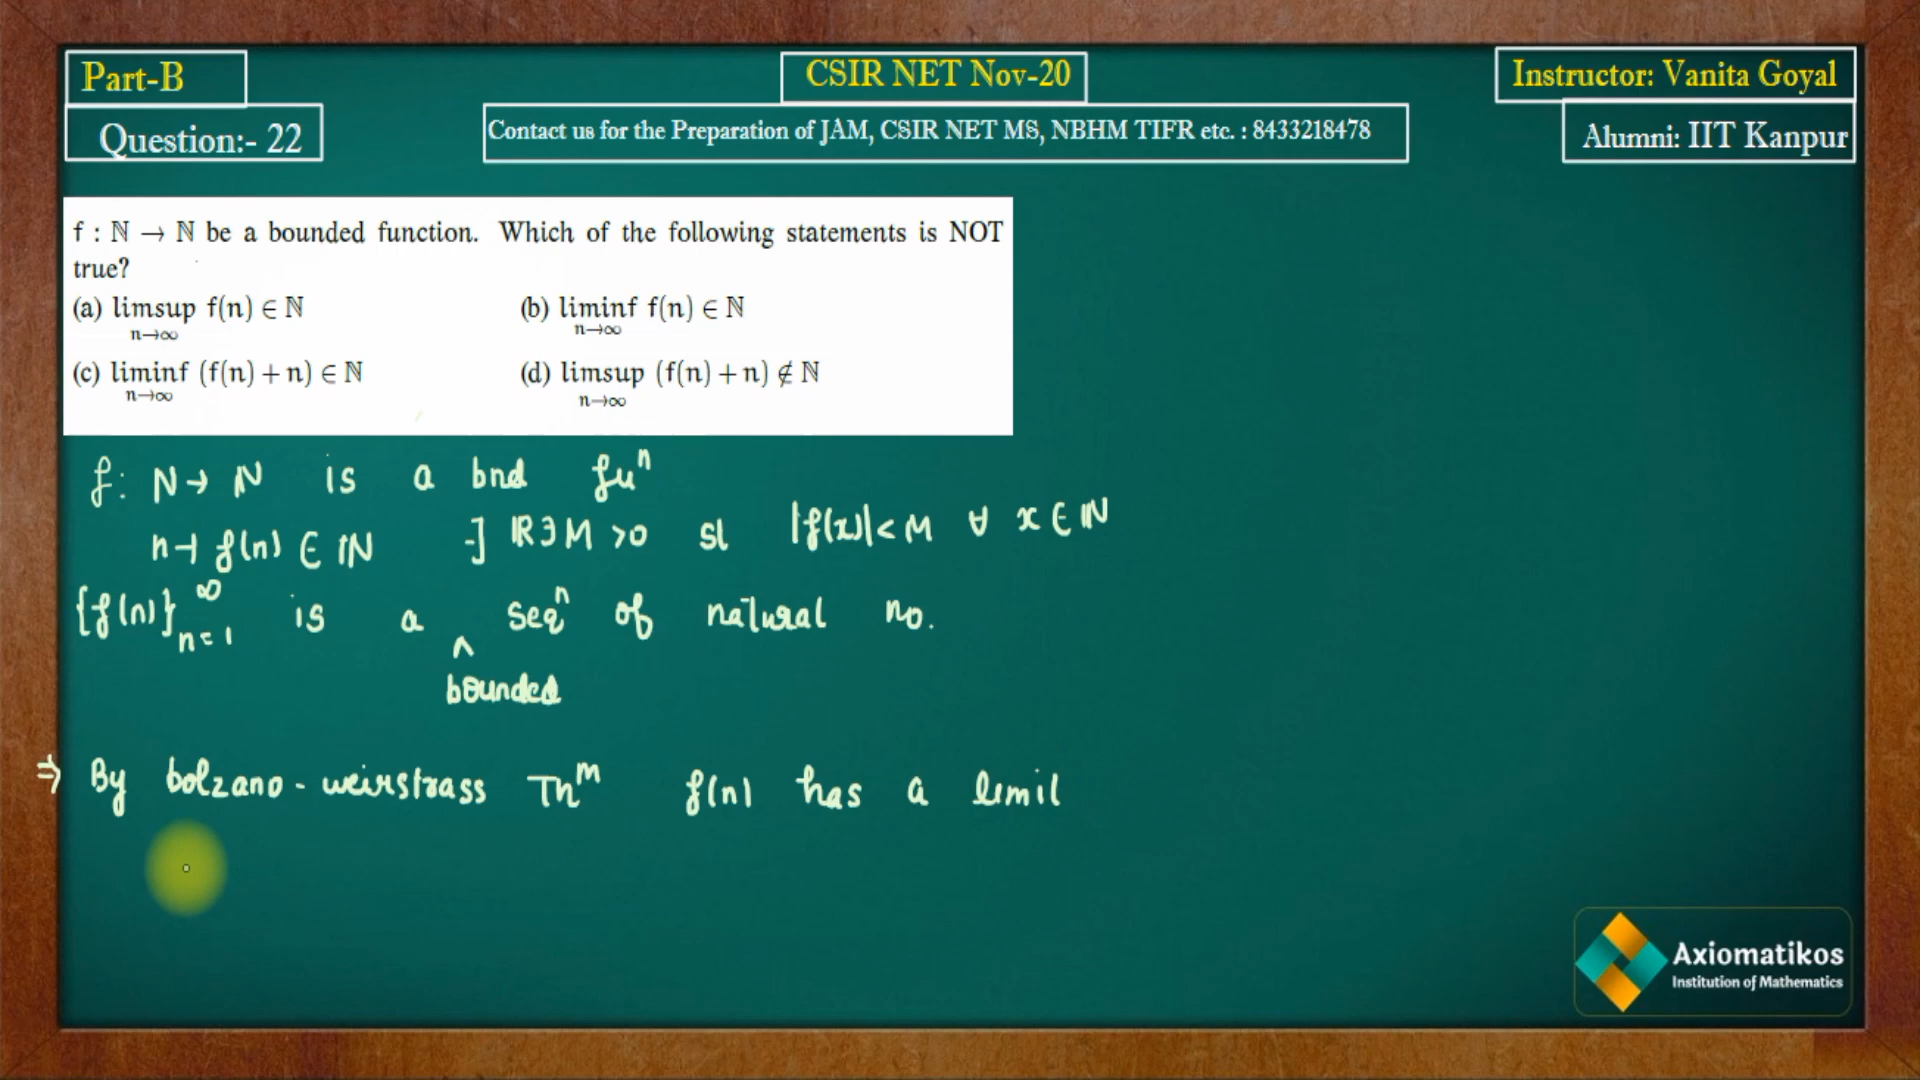 Part-B
CSIR NET Nov-20
Instructor: Vanita Goyal
Question:- 22
Contact us for the Preparation of JAM, CSIR NET MS, NBHM TIFR etc. : 8433218478
Alumni: IIT Kanpur
f : ℕ → ℕ be a bounded function. Which of the following statements is NOT
true?
(a) limsup f(n) ∈ ℕ (b) liminf f(n) ∈ ℕ
n→∞ n→∞
(c) liminf (f(n) + n) ∈ ℕ (d) limsup (f(n) + n) ∉ ℕ
n→∞ n→∞
f: ℕ → ℕ is a bnd fuⁿ
n → f(n) ∈ ℕ ∃ ℝ∋M >0 st |f(x)| < M ∀ x ∈ ℕ
{f(n)}ₙ₌₁^∞ is a seqⁿ of natural no.
^
bounded
⇒ By bolzano - weirstrass Thᵐ f(n) has a limit
Axiomatikos
Institution of Mathematics